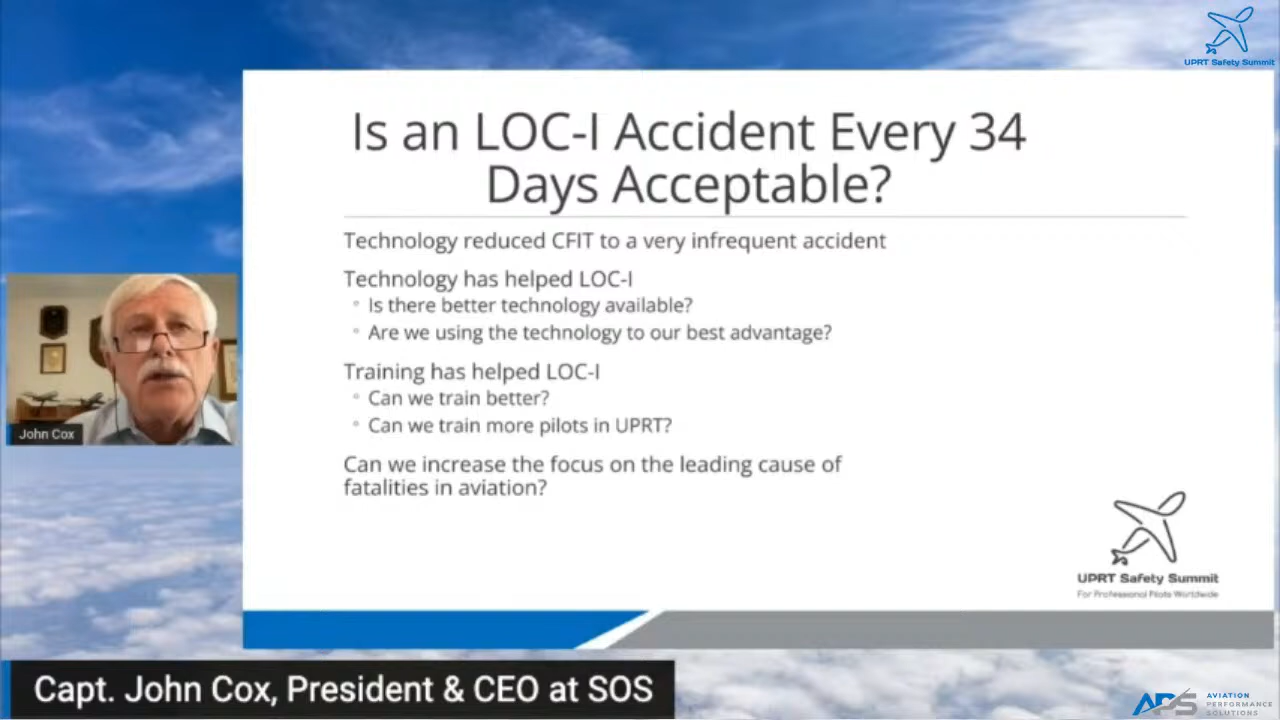 UPRT Safety Summit
Is an LOC-I Accident Every 34
Days Acceptable?
Technology reduced CFIT to a very infrequent accident
Technology has helped LOC-I
° Is there better technology available?
° Are we using the technology to our best advantage?
Training has helped LOC-I
° Can we train better?
° Can we train more pilots in UPRT?
Can we increase the focus on the leading cause of
fatalities in aviation?
John Cox
UPRT Safety Summit
For Professional Pilots Worldwide
Capt. John Cox, President & CEO at SOS
APS
AVIATION
PERFORMANCE
SOLUTIONS